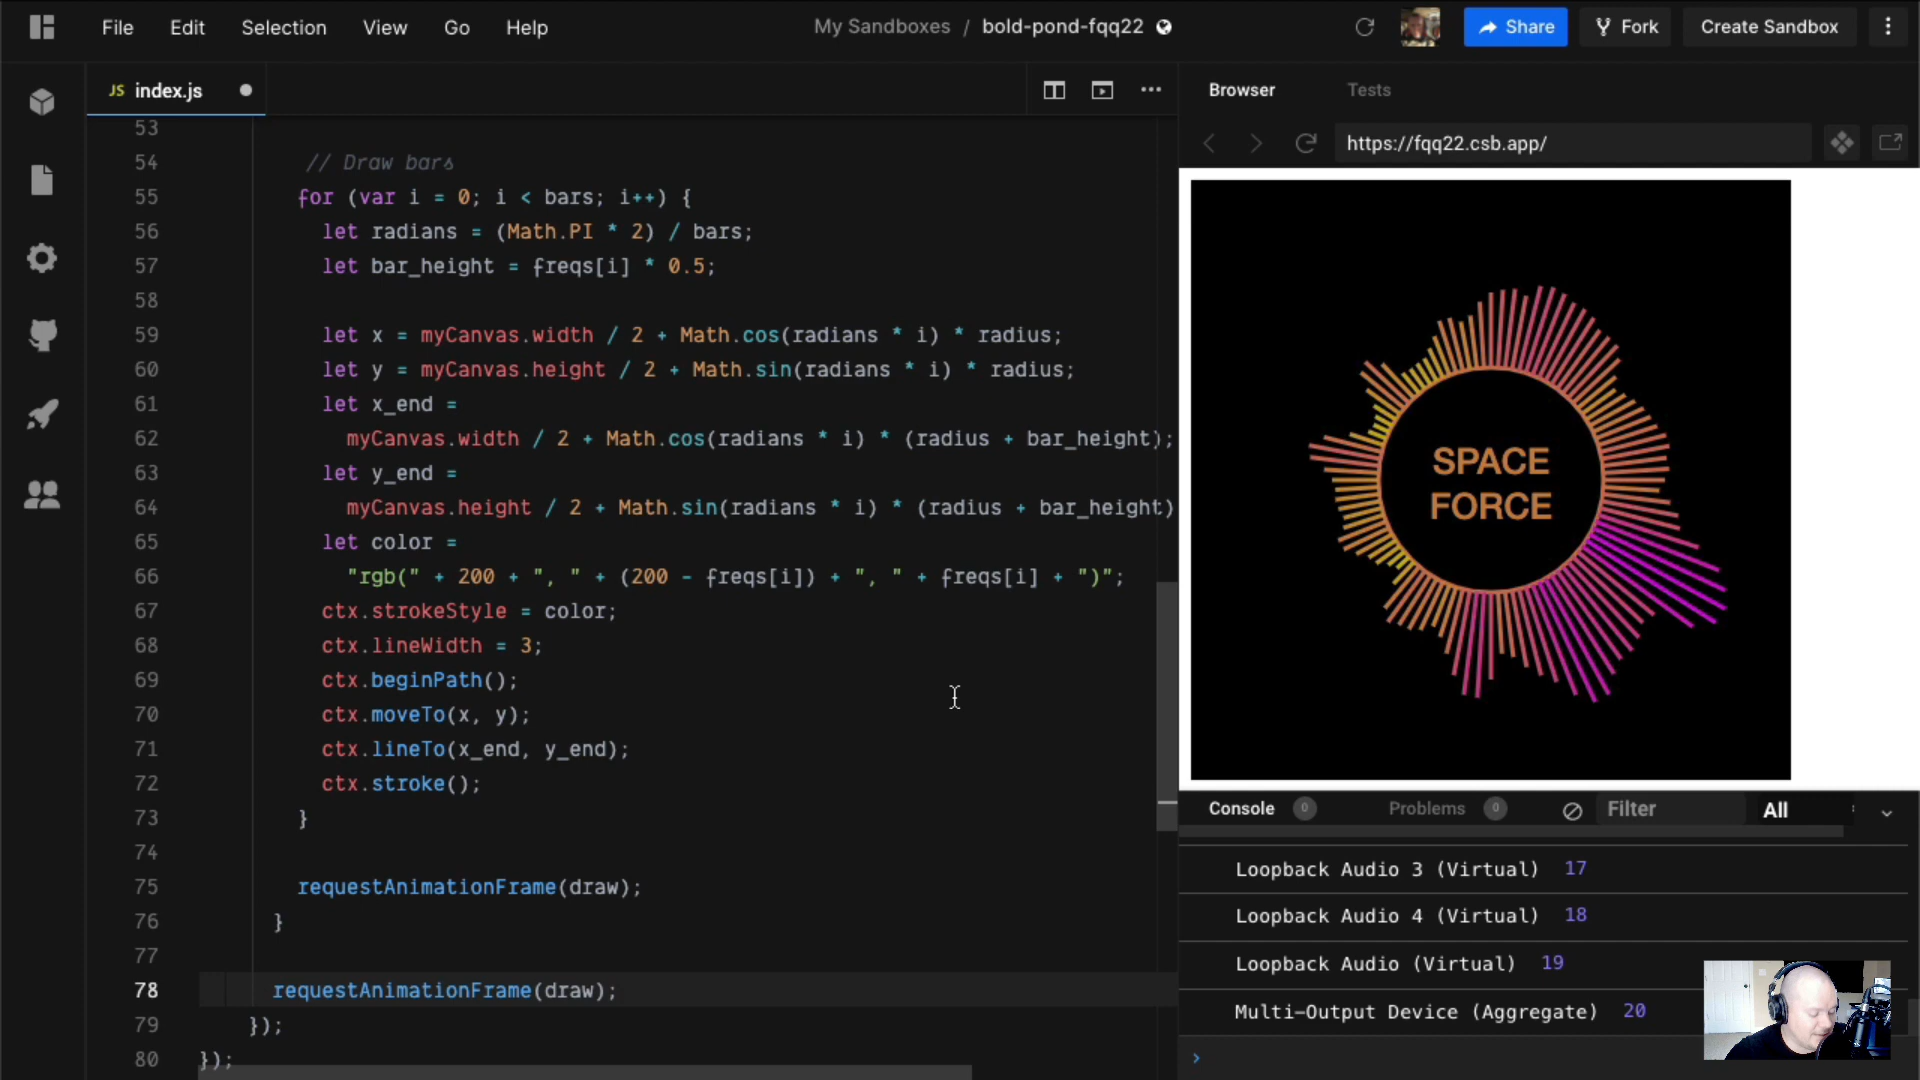 File Edit Selection View Go Help
My Sandboxes / bold-pond-fqq22
Share Fork Create Sandbox
JS index.js
53
54 // Draw bars
55 for (var i = 0; i < bars; i++) {
56 let radians = (Math.PI * 2) / bars;
57 let bar_height = freqs[i] * 0.5;
58
59 let x = myCanvas.width / 2 + Math.cos(radians * i) * radius;
60 let y = myCanvas.height / 2 + Math.sin(radians * i) * radius;
61 let x_end =
62 myCanvas.width / 2 + Math.cos(radians * i) * (radius + bar_height);
63 let y_end =
64 myCanvas.height / 2 + Math.sin(radians * i) * (radius + bar_height)
65 let color =
66 "rgb(" + 200 + ", " + (200 - freqs[i]) + ", " + freqs[i] + ")";
67 ctx.strokeStyle = color;
68 ctx.lineWidth = 3;
69 ctx.beginPath();
70 ctx.moveTo(x, y);
71 ctx.lineTo(x_end, y_end);
72 ctx.stroke();
73 }
74
75 requestAnimationFrame(draw);
76 }
77
78 requestAnimationFrame(draw);
79 });
80 });
Browser Tests
https://fqq22.csb.app/
SPACE
FORCE
Console 0 Problems 0 Filter All
Loopback Audio 3 (Virtual) 17
Loopback Audio 4 (Virtual) 18
Loopback Audio (Virtual) 19
Multi-Output Device (Aggregate) 20
›